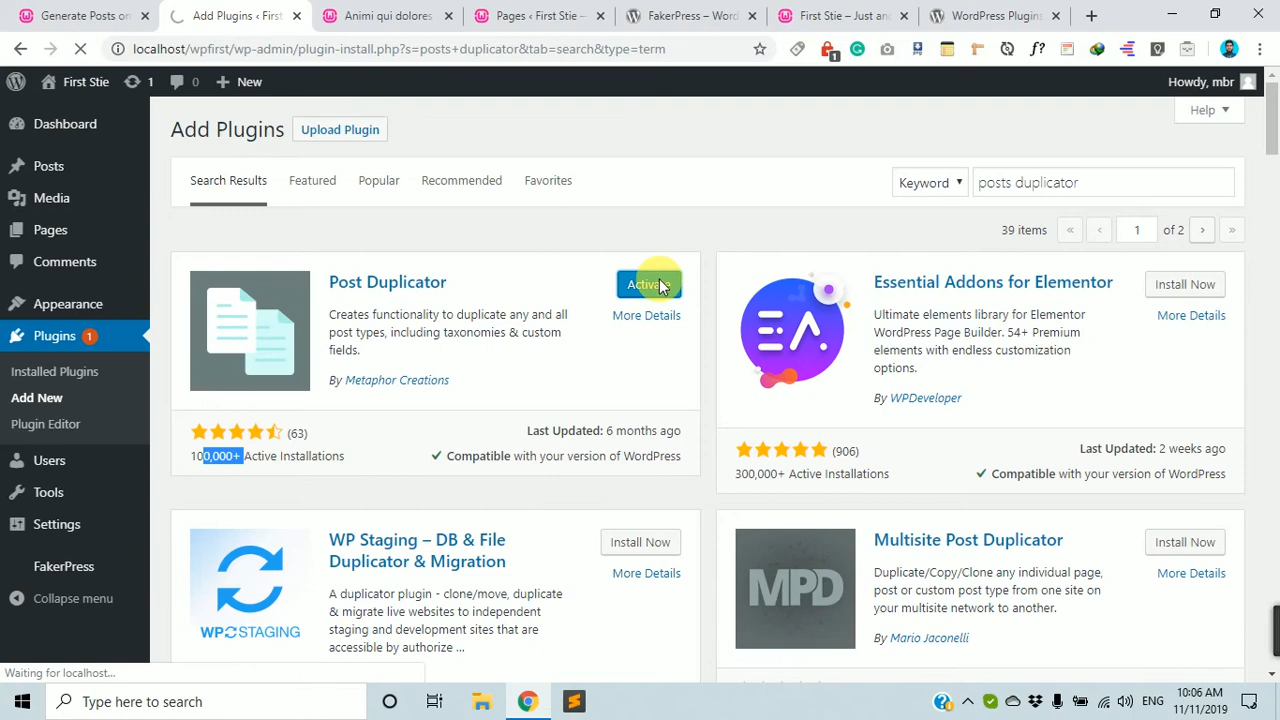 Generate Posts on
Add Plugins ‹ First
Animi qui dolores
Pages ‹ First Stie —
FakerPress – Word
First Stie – Just an
WordPress Plugins
localhost/wpfirst/wp-admin/plugin-install.php?s=posts+duplicator&tab=search&type=term
First Stie
1
0
New
Howdy, mbr
Dashboard
Posts
Media
Pages
Comments
Appearance
Plugins 1
Installed Plugins
Add New
Plugin Editor
Users
Tools
Settings
FakerPress
Collapse menu
Add Plugins
Upload Plugin
Help
Search Results
Featured
Popular
Recommended
Favorites
Keyword
posts duplicator
39 items
«
‹
1
of 2
›
»
Post Duplicator
Activate
More Details
Creates functionality to duplicate any and all
post types, including taxonomies & custom
fields.
By Metaphor Creations
(63)
100,000+ Active Installations
Last Updated: 6 months ago
Compatible with your version of WordPress
Essential Addons for Elementor
Install Now
More Details
Ultimate elements library for Elementor
WordPress Page Builder. 54+ Premium
elements with endless customization
options.
By WPDeveloper
(906)
300,000+ Active Installations
Last Updated: 2 weeks ago
Compatible with your version of WordPress
WP STAGING
WP Staging – DB & File
Duplicator & Migration
Install Now
More Details
A duplicator plugin - clone/move, duplicate
& migrate live websites to independent
staging and development sites that are
accessible by authorize ...
MPD
Multisite Post Duplicator
Install Now
More Details
Duplicate/Copy/Clone any individual page,
post or custom post type from one site on
your multisite network to another.
By Mario Jaconelli
Waiting for localhost...
Type here to search
ENG
10:06 AM
11/11/2019